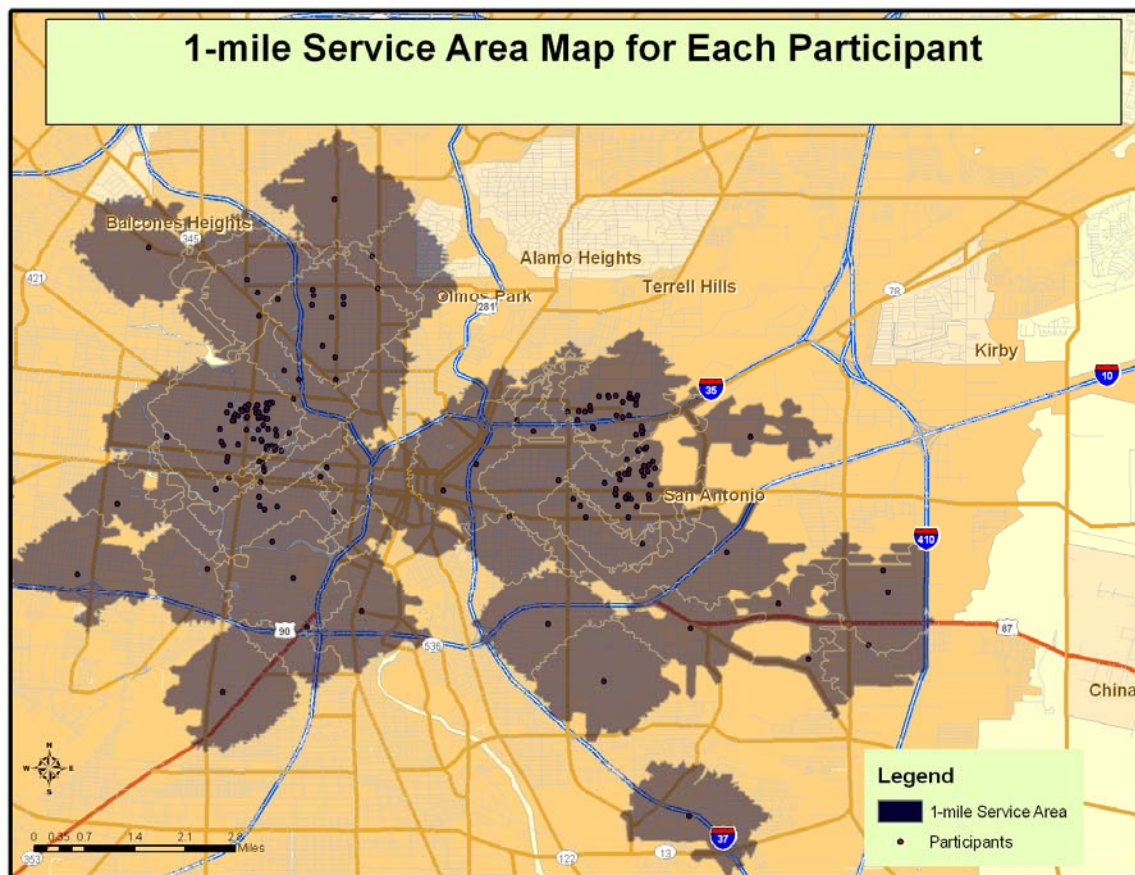 1-mile Service Area Map for Each Participant
Balcones Heights
345
421
Alamo Heights
Terrell Hills
Olmos Park
281
78
Kirby
10
35
San Antonio
410
90
536
87
China
N
W E
S
Legend
1-mile Service Area
Participants
0 0.35 0.7 1.4 2.1 2.8
Miles
37
353
122
13